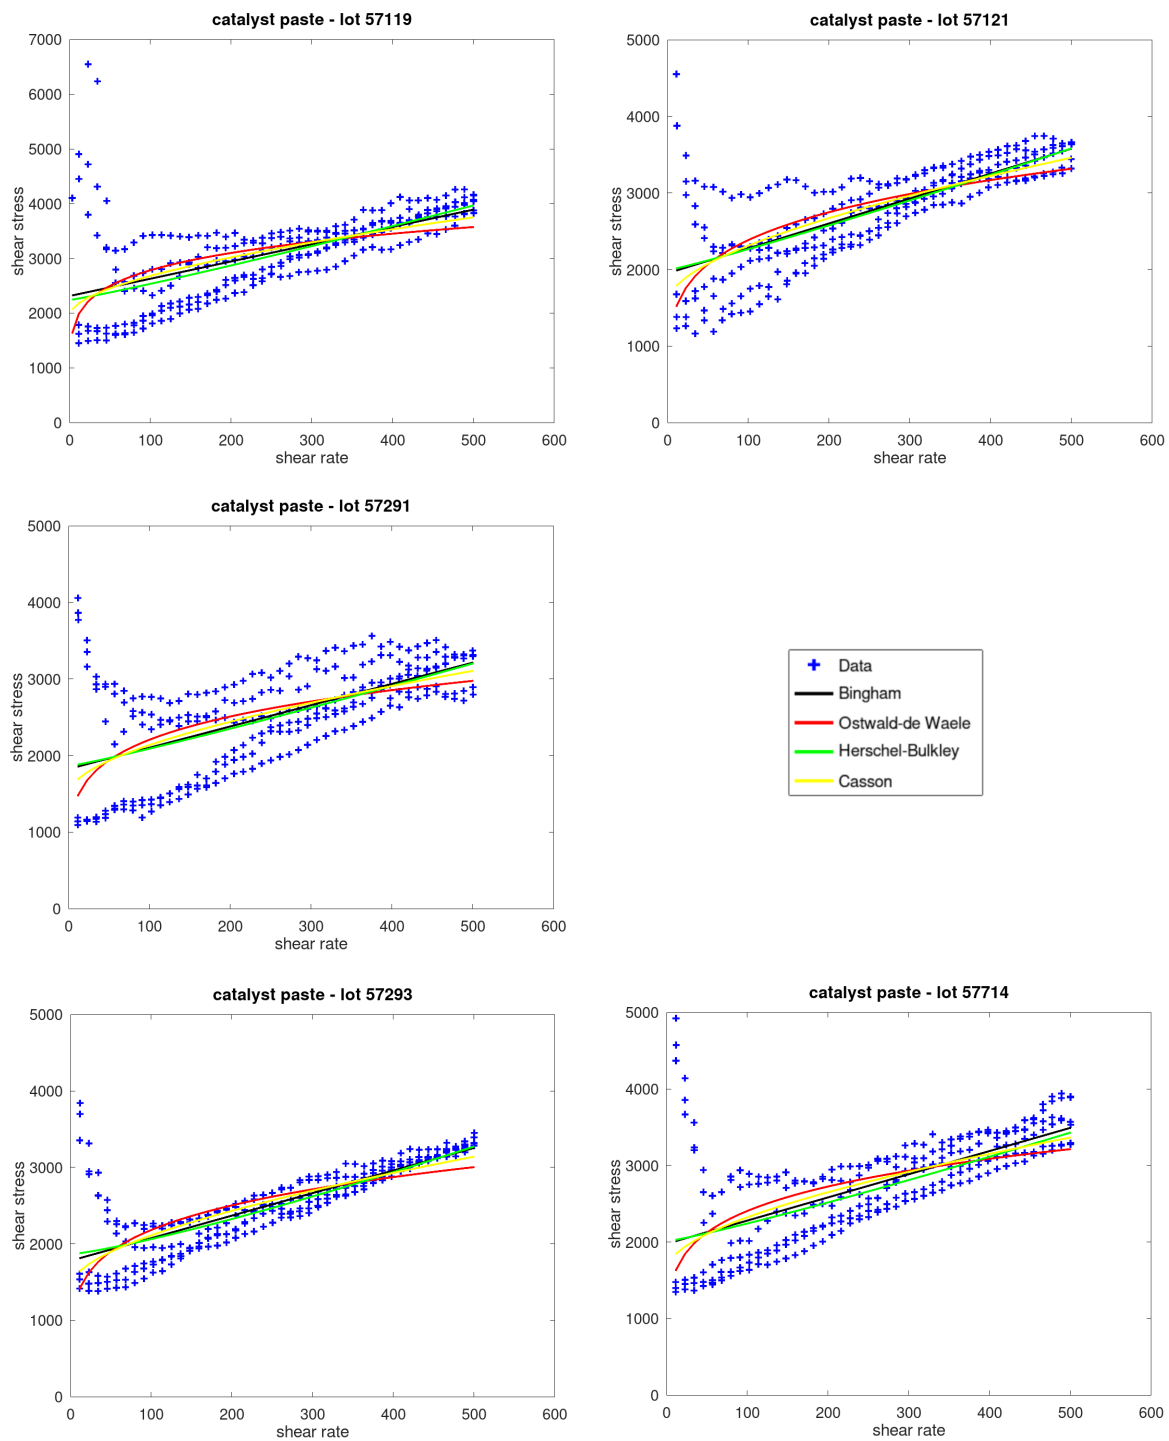 catalyst paste - lot 57119
7000
6000
5000
4000
3000
2000
1000
0
shear stress
0 100 200 300 400 500 600
shear rate
catalyst paste - lot 57121
5000
4000
3000
2000
1000
0
shear stress
0 100 200 300 400 500 600
shear rate
catalyst paste - lot 57291
5000
4000
3000
2000
1000
0
shear stress
0 100 200 300 400 500 600
shear rate
Data
Bingham
Ostwald-de Waele
Herschel-Bulkley
Casson
catalyst paste - lot 57293
5000
4000
3000
2000
1000
0
shear stress
0 100 200 300 400 500 600
shear rate
catalyst paste - lot 57714
5000
4000
3000
2000
1000
0
shear stress
0 100 200 300 400 500 600
shear rate